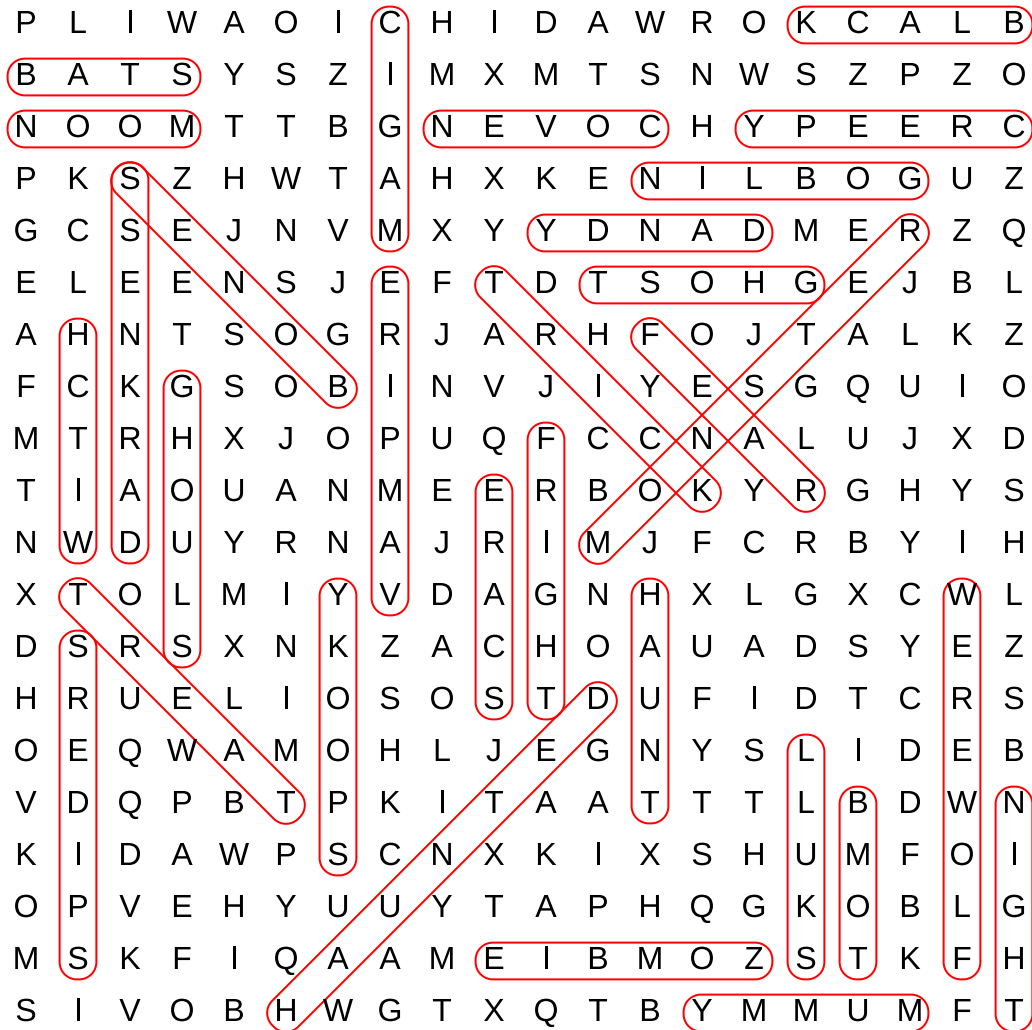 P L I W A O I C H I D A W R O K C A L B
B A T S Y S Z I M X M T S N W S Z P Z O
N O O M T T B G N E V O C H Y P E E R C
P K S Z H W T A H X K E N I L B O G U Z
G C S E J N V M X Y Y D N A D M E R Z Q
E L E E N S J E F T D T S O H G E J B L
A H N T S O G R J A R H F O J T A L K Z
F C K G S O B I N V J I Y E S G Q U I O
M T R H X J O P U Q F C C N A L U J X D
T I A O U A N M E E R B O K Y R G H Y S
N W D U Y R N A J R I M J F C R B Y I H
X T O L M I Y V D A G N H X L G X C W L
D S R S X N K Z A C H O A U A D S Y E Z
H R U E L I O S O S T D U F I D T C R S
O E Q W A M O H L J E G N Y S L I D E B
V D Q P B T P K I T A A T T T L B D W N
K I D A W P S C N X K I X S H U M F O I
O P V E H Y U U Y T A P H Q G K O B L G
M S K F I Q A A M E I B M O Z S T K F H
S I V O B H W G T X Q T B Y M M U M F T